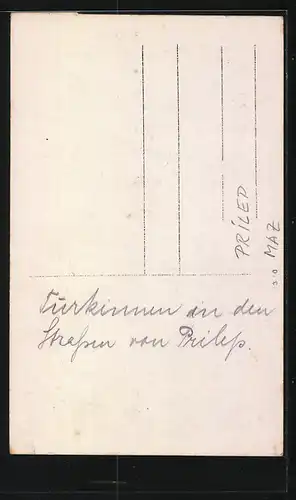 Türkinnen in den
Straßen von Prilep.
PRILEP
MAZ